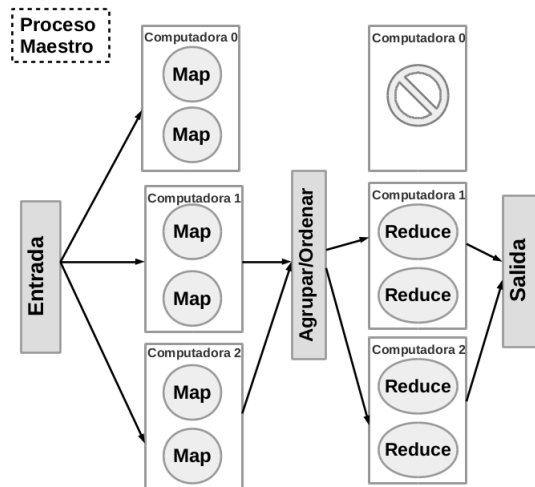 Proceso
Maestro
Entrada
Computadora 0
Map
Map
Computadora 1
Map
Map
Computadora 2
Map
Map
Agrupar/Ordenar
Computadora 0
Computadora 1
Reduce
Reduce
Computadora 2
Reduce
Reduce
Salida